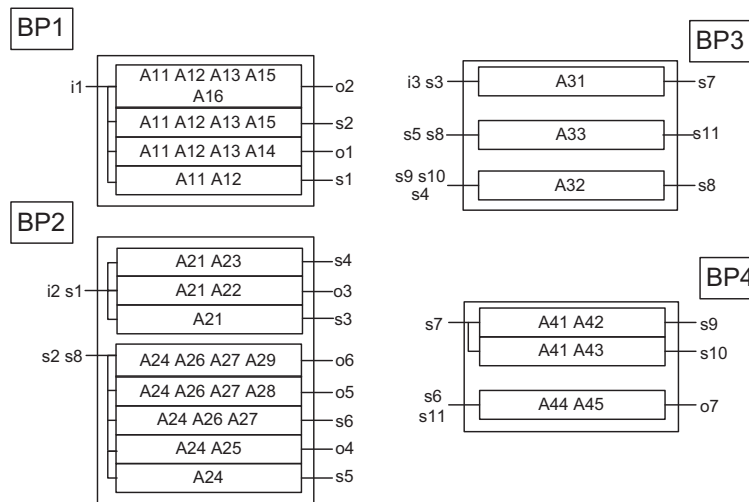 BP1
i1
A11 A12 A13 A15
A16
o2
A11 A12 A13 A15
s2
A11 A12 A13 A14
o1
A11 A12
s1
BP2
i2 s1
A21 A23
s4
A21 A22
o3
A21
s3
s2 s8
A24 A26 A27 A29
o6
A24 A26 A27 A28
o5
A24 A26 A27
s6
A24 A25
o4
A24
s5
BP3
i3 s3
A31
s7
s5 s8
A33
s11
s9 s10
s4
A32
s8
BP4
s7
A41 A42
s9
A41 A43
s10
s6
s11
A44 A45
o7